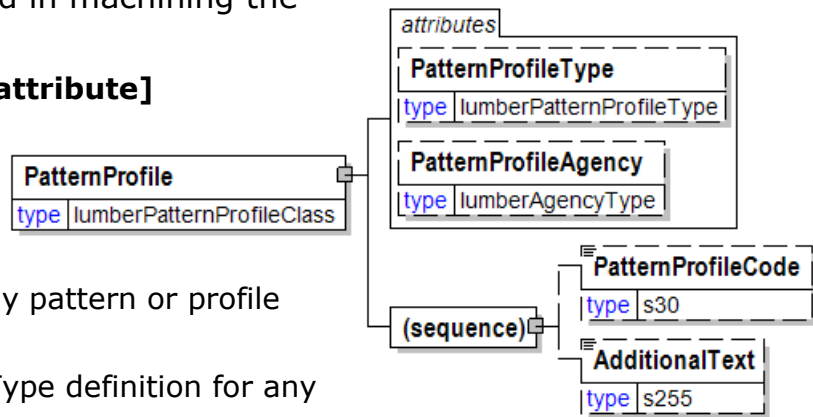 d in machining the
attribute]
y pattern or profile
Type definition for any
PatternProfile
type lumberPatternProfileClass
attributes
PatternProfileType
type lumberPatternProfileType
PatternProfileAgency
type lumberAgencyType
(sequence)
PatternProfileCode
type s30
AdditionalText
type s255